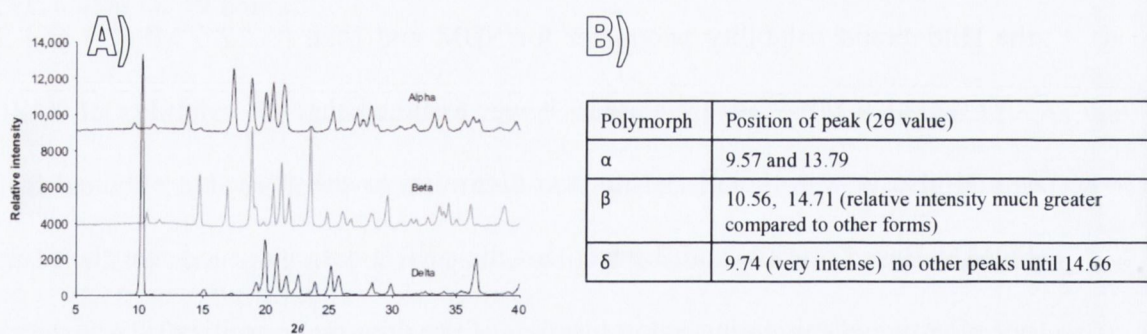 A)
14,000
12,000
10,000
8,000
6000
4000
2000
0
Relative intensity
Alpha
Beta
Delta
5 10 15 20 25 30 35 40
2θ
B)
Polymorph Position of peak (2θ value)
α 9.57 and 13.79
β 10.56, 14.71 (relative intensity much greater
compared to other forms)
δ 9.74 (very intense) no other peaks until 14.66